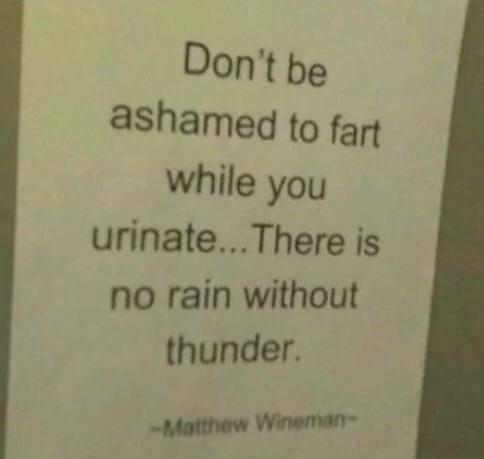 Don't be
ashamed to fart
while you
urinate...There is
no rain without
thunder.
~Matthew Wineman~